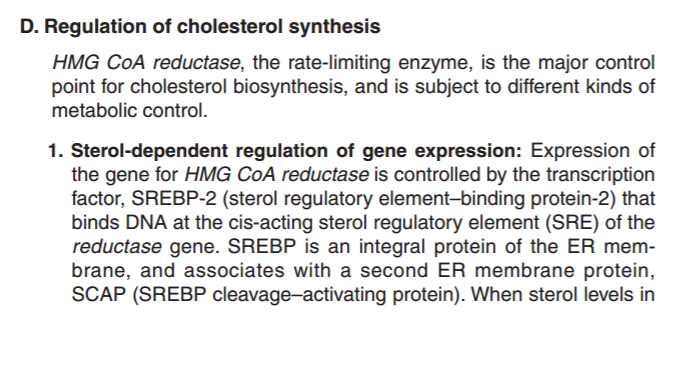 D. Regulation of cholesterol synthesis
HMG CoA reductase, the rate-limiting enzyme, is the major control
point for cholesterol biosynthesis, and is subject to different kinds of
metabolic control.
1. Sterol-dependent regulation of gene expression: Expression of
the gene for HMG CoA reductase is controlled by the transcription
factor, SREBP-2 (sterol regulatory element–binding protein-2) that
binds DNA at the cis-acting sterol regulatory element (SRE) of the
reductase gene. SREBP is an integral protein of the ER mem-
brane, and associates with a second ER membrane protein,
SCAP (SREBP cleavage–activating protein). When sterol levels in